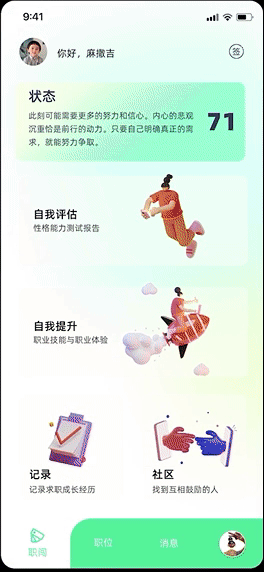 9:41
你好，麻撒吉
签
状态
此刻可能需要更多的努力和信心。内心的悲观
沉重恰是前行的动力。只要自己明确真正的需
求，就能努力争取。
71
自我评估
性格能力测试报告
自我提升
职业技能与职业体验
记录
记录求职成长经历
社区
找到互相鼓励的人
职阅
职位
消息